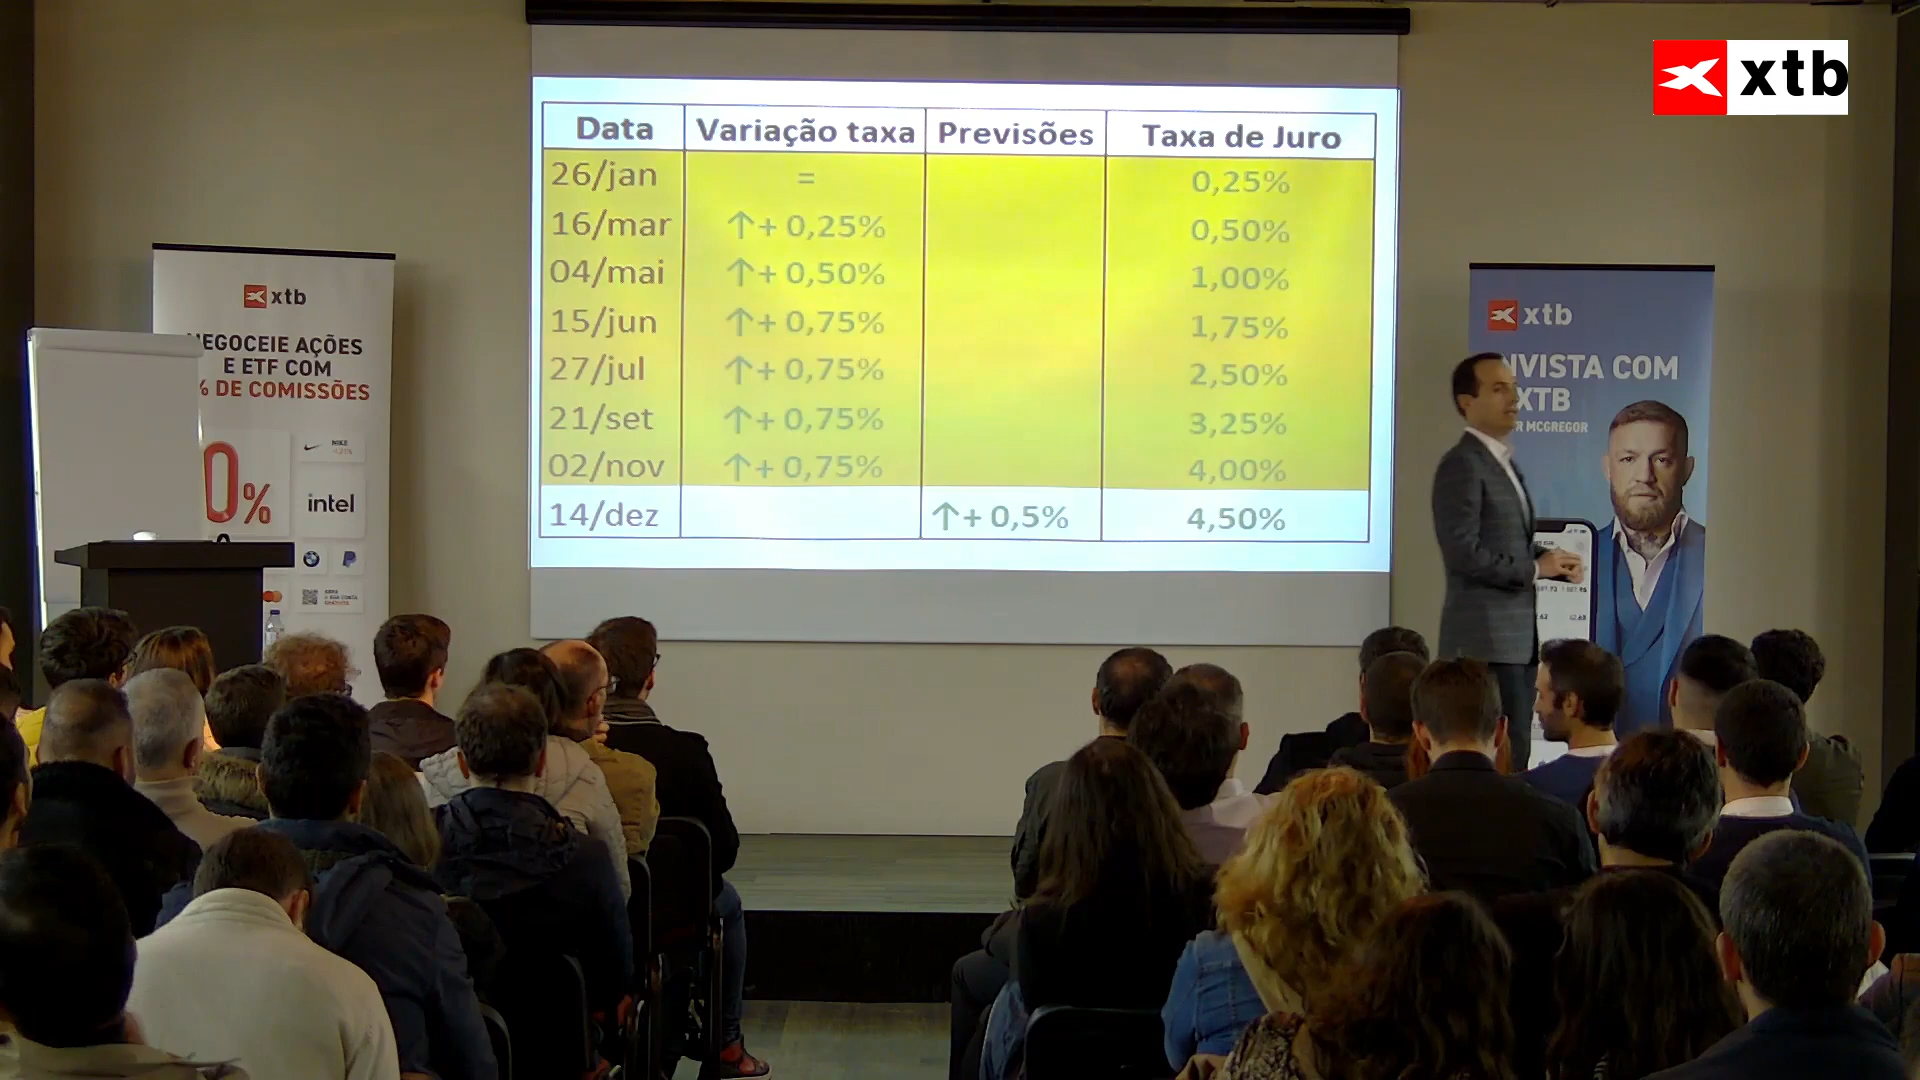 xtb
Data Variação taxa Previsões Taxa de Juro
26/jan = 0,25%
16/mar ↑+ 0,25% 0,50%
04/mai ↑+ 0,50% 1,00%
15/jun ↑+ 0,75% 1,75%
27/jul ↑+ 0,75% 2,50%
21/set ↑+ 0,75% 3,25%
02/nov ↑+ 0,75% 4,00%
14/dez ↑+ 0,5% 4,50%
xtb
NEGOCEIE AÇÕES
E ETF COM
% DE COMISSÕES
0%
NIKE
intel
xtb
INVISTA COM
XTB
R MCGREGOR